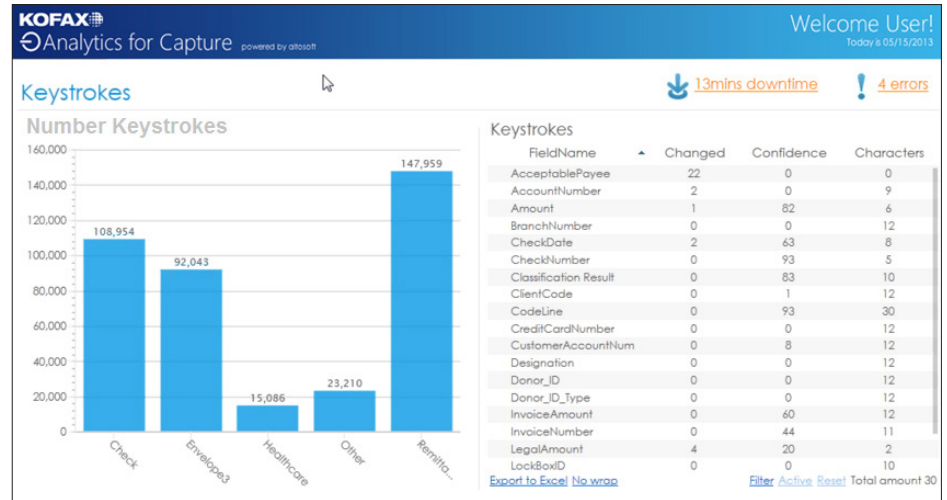 KOFAX
Analytics for Capture powered by altosoft
Welcome User!
Today is 05/15/2013
Keystrokes
13mins downtime
4 errors
Number Keystrokes
160,000
140,000
120,000
100,000
80,000
60,000
40,000
20,000
0
108,954
92,043
15,086
23,210
147,959
Check
Envelope3
Healthcare
Other
Remitta...
Keystrokes
FieldName Changed Confidence Characters
AcceptablePayee 22 0 0
AccountNumber 2 0 9
Amount 1 82 6
BranchNumber 0 0 12
CheckDate 2 63 8
CheckNumber 0 93 5
Classification Result 0 83 10
ClientCode 0 1 12
CodeLine 0 93 30
CreditCardNumber 0 0 12
CustomerAccountNum 0 8 12
Designation 0 0 12
Donor_ID 0 0 12
Donor_ID_Type 0 0 12
InvoiceAmount 0 60 12
InvoiceNumber 0 44 11
LegalAmount 4 20 2
LockBoxID 0 0 10
Export to Excel No wrap Filter Active Reset Total amount 30